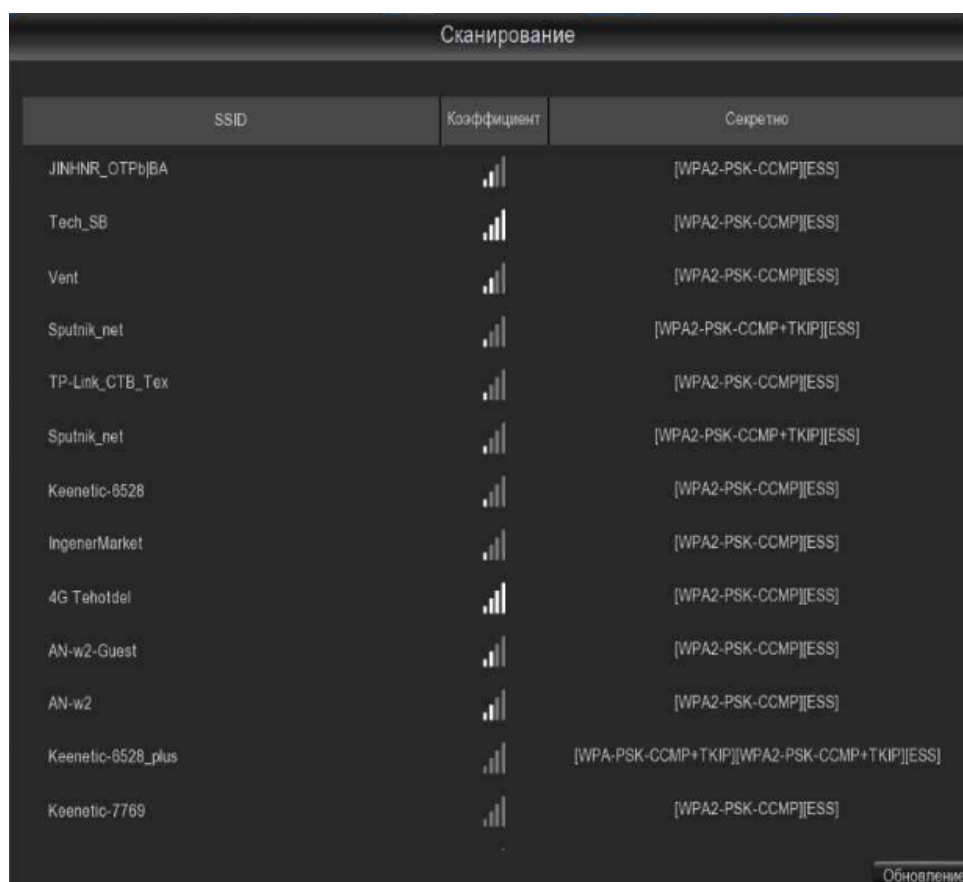 Сканирование
SSID Коэффициент Секретно
JINHNR_OTPb|BA [WPA2-PSK-CCMP][ESS]
Tech_SB [WPA2-PSK-CCMP][ESS]
Vent [WPA2-PSK-CCMP][ESS]
Sputnik_net [WPA2-PSK-CCMP+TKIP][ESS]
TP-Link_CTB_Tex [WPA2-PSK-CCMP][ESS]
Sputnik_net [WPA2-PSK-CCMP+TKIP][ESS]
Keenetic-6528 [WPA2-PSK-CCMP][ESS]
IngenerMarket [WPA2-PSK-CCMP][ESS]
4G Tehotdel [WPA2-PSK-CCMP][ESS]
AN-w2-Guest [WPA2-PSK-CCMP][ESS]
AN-w2 [WPA2-PSK-CCMP][ESS]
Keenetic-6528_plus [WPA-PSK-CCMP+TKIP][WPA2-PSK-CCMP+TKIP][ESS]
Keenetic-7769 [WPA2-PSK-CCMP][ESS]
Обновление